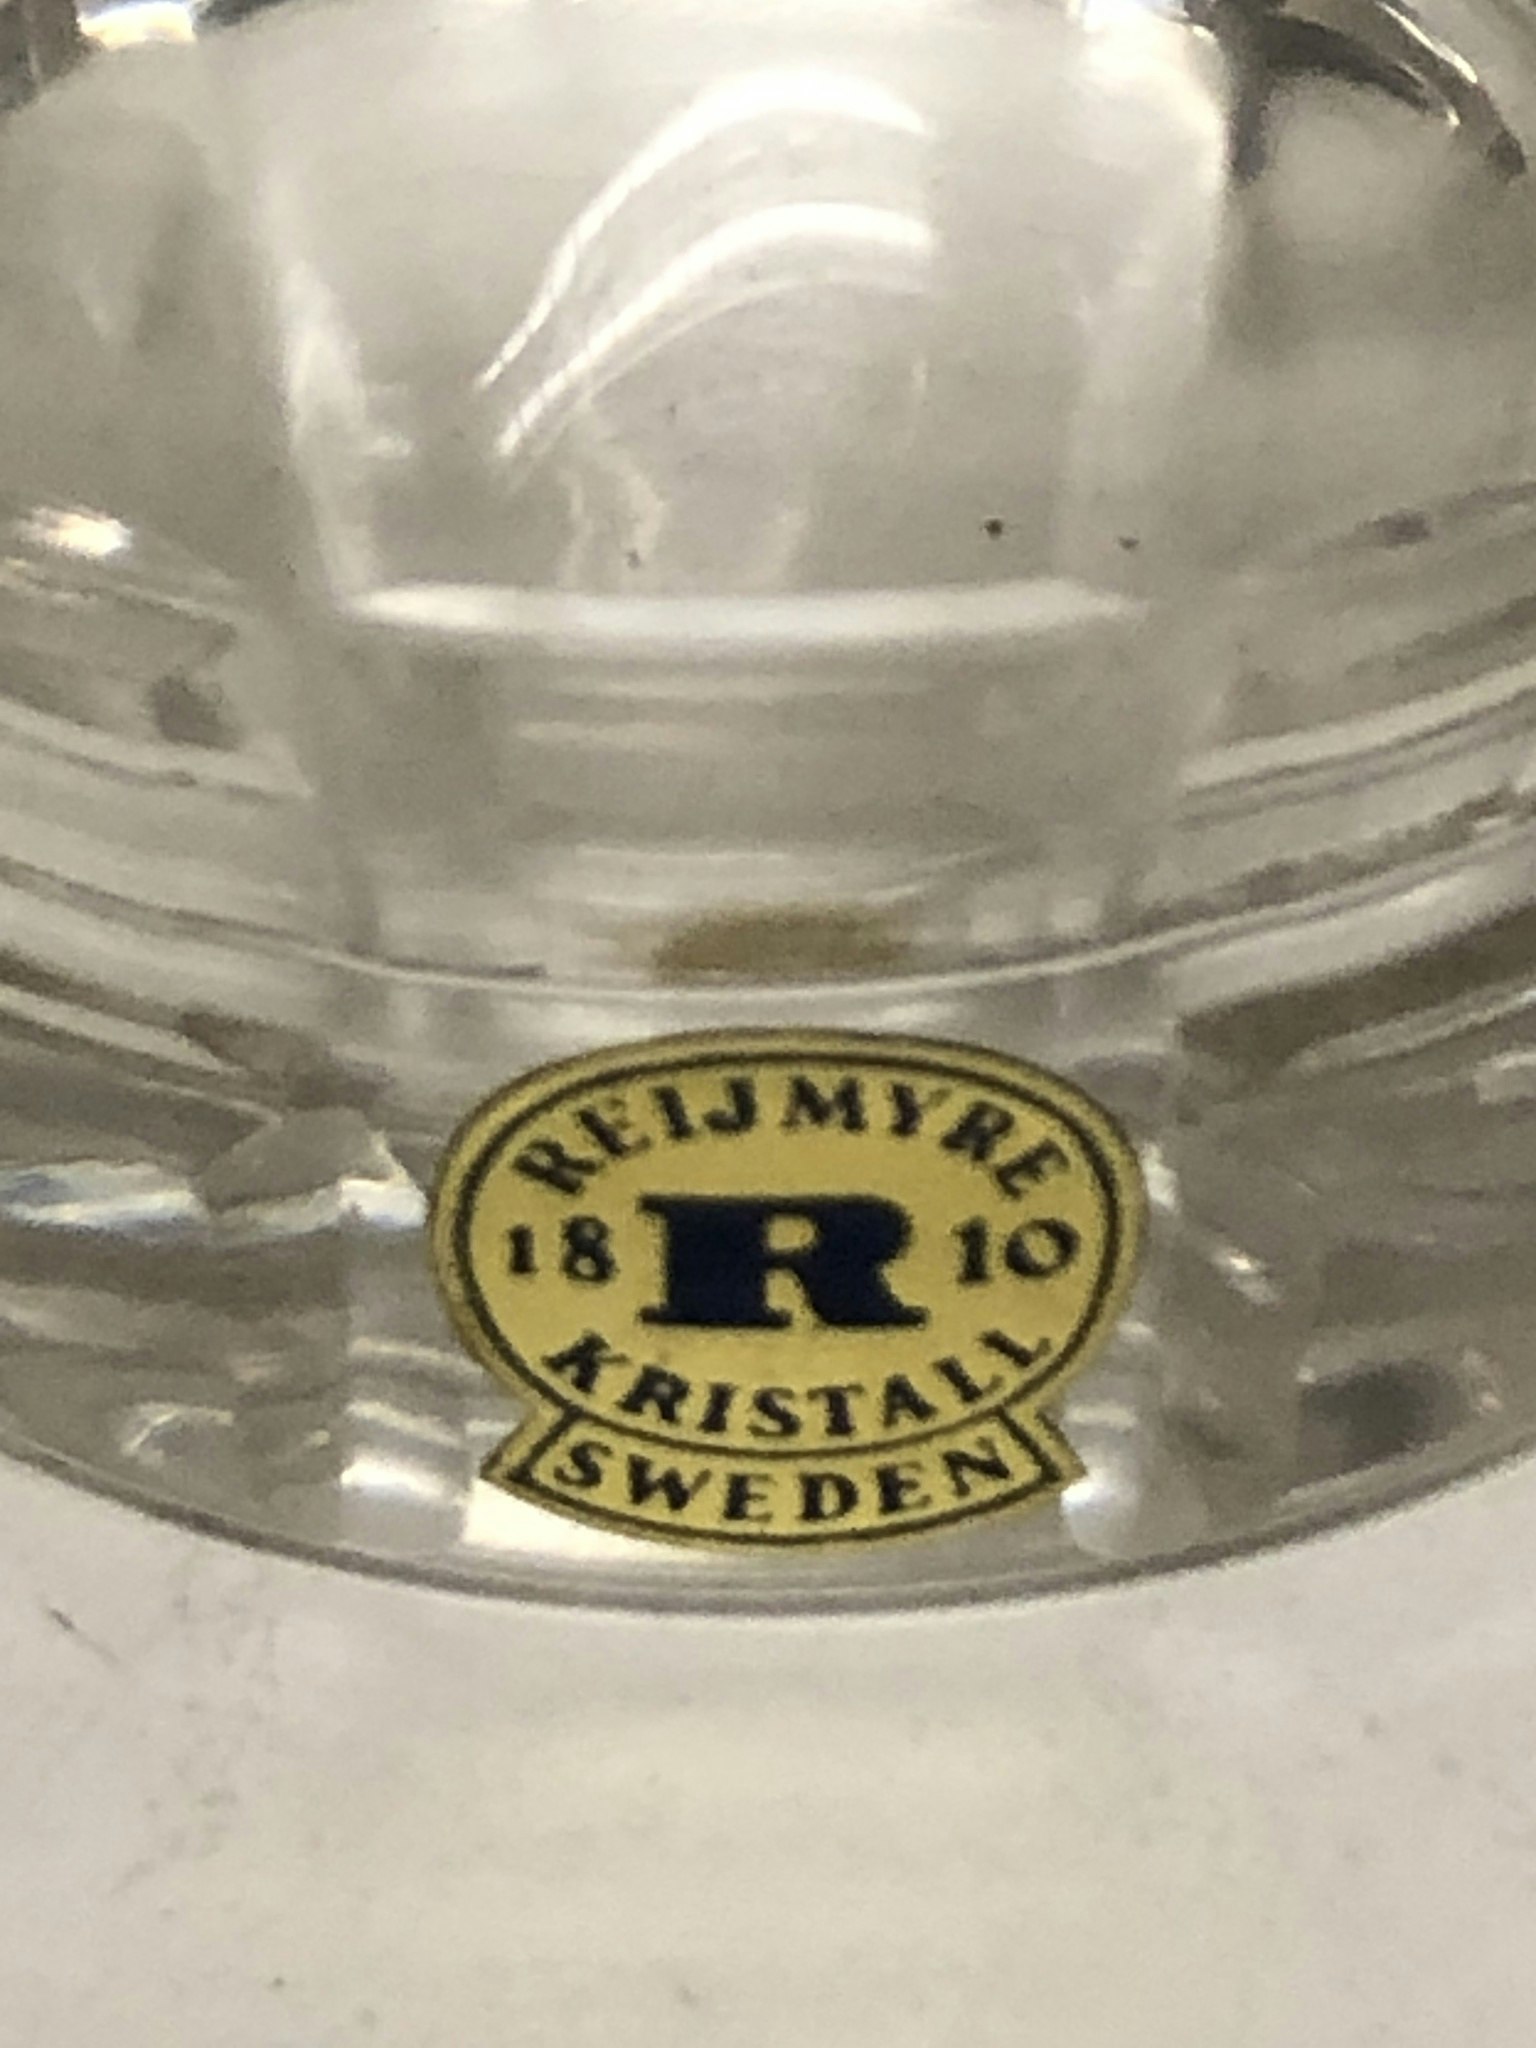 REIJMYRE
18 R 10
KRISTALL
SWEDEN